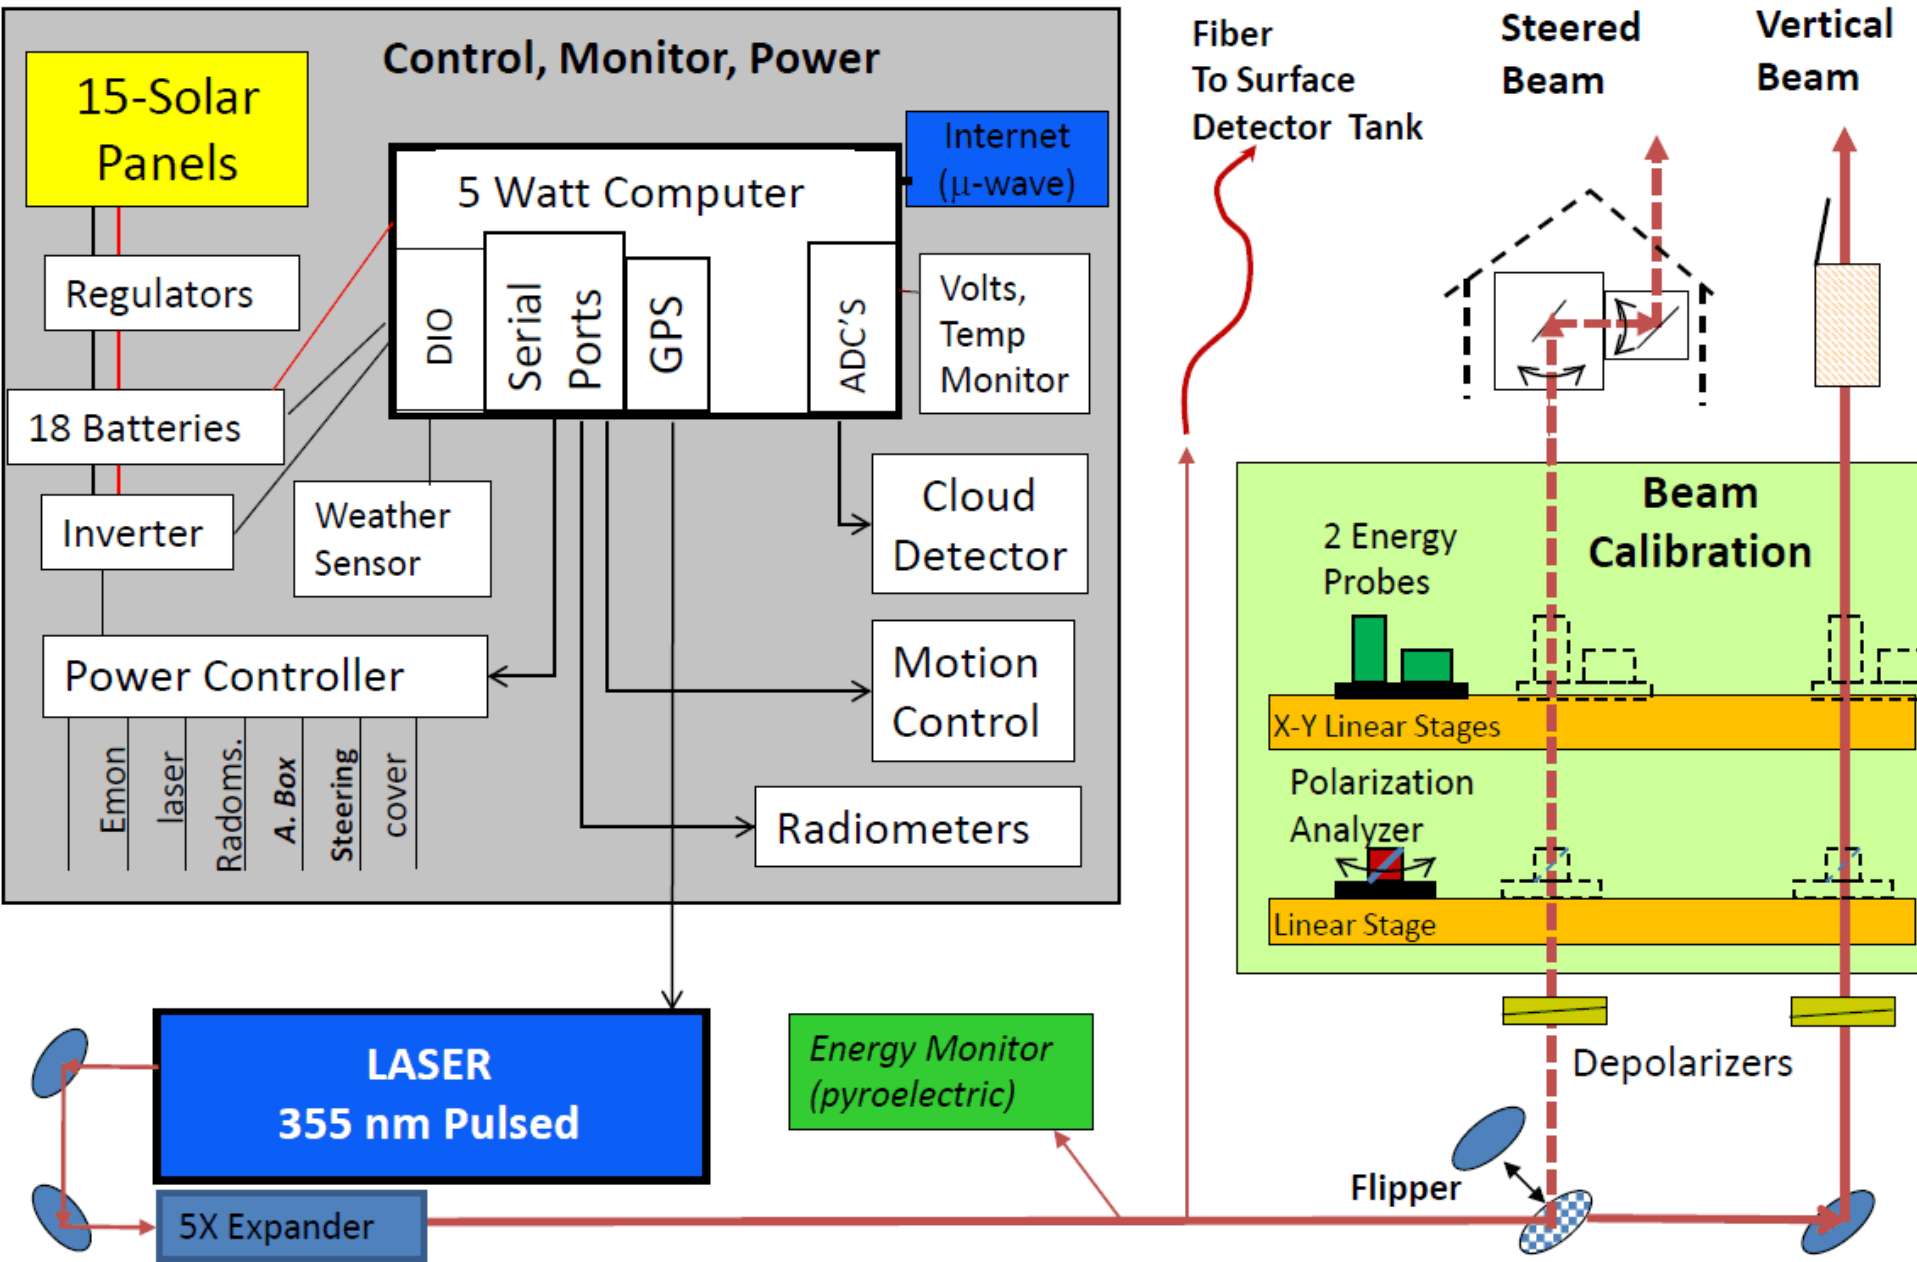 Control, Monitor, Power
15-Solar
Panels
Regulators
18 Batteries
Inverter
Power Controller
Emon
laser
Radoms.
A. Box
Steering
cover
5 Watt Computer
DIO
Serial
Ports
GPS
ADC'S
Internet
(μ-wave)
Volts,
Temp
Monitor
Weather
Sensor
Cloud
Detector
Motion
Control
Radiometers
LASER
355 nm Pulsed
5X Expander
Energy Monitor
(pyroelectric)
Fiber
To Surface
Detector Tank
Steered
Beam
Vertical
Beam
Beam
Calibration
2 Energy
Probes
X-Y Linear Stages
Polarization
Analyzer
Linear Stage
Depolarizers
Flipper